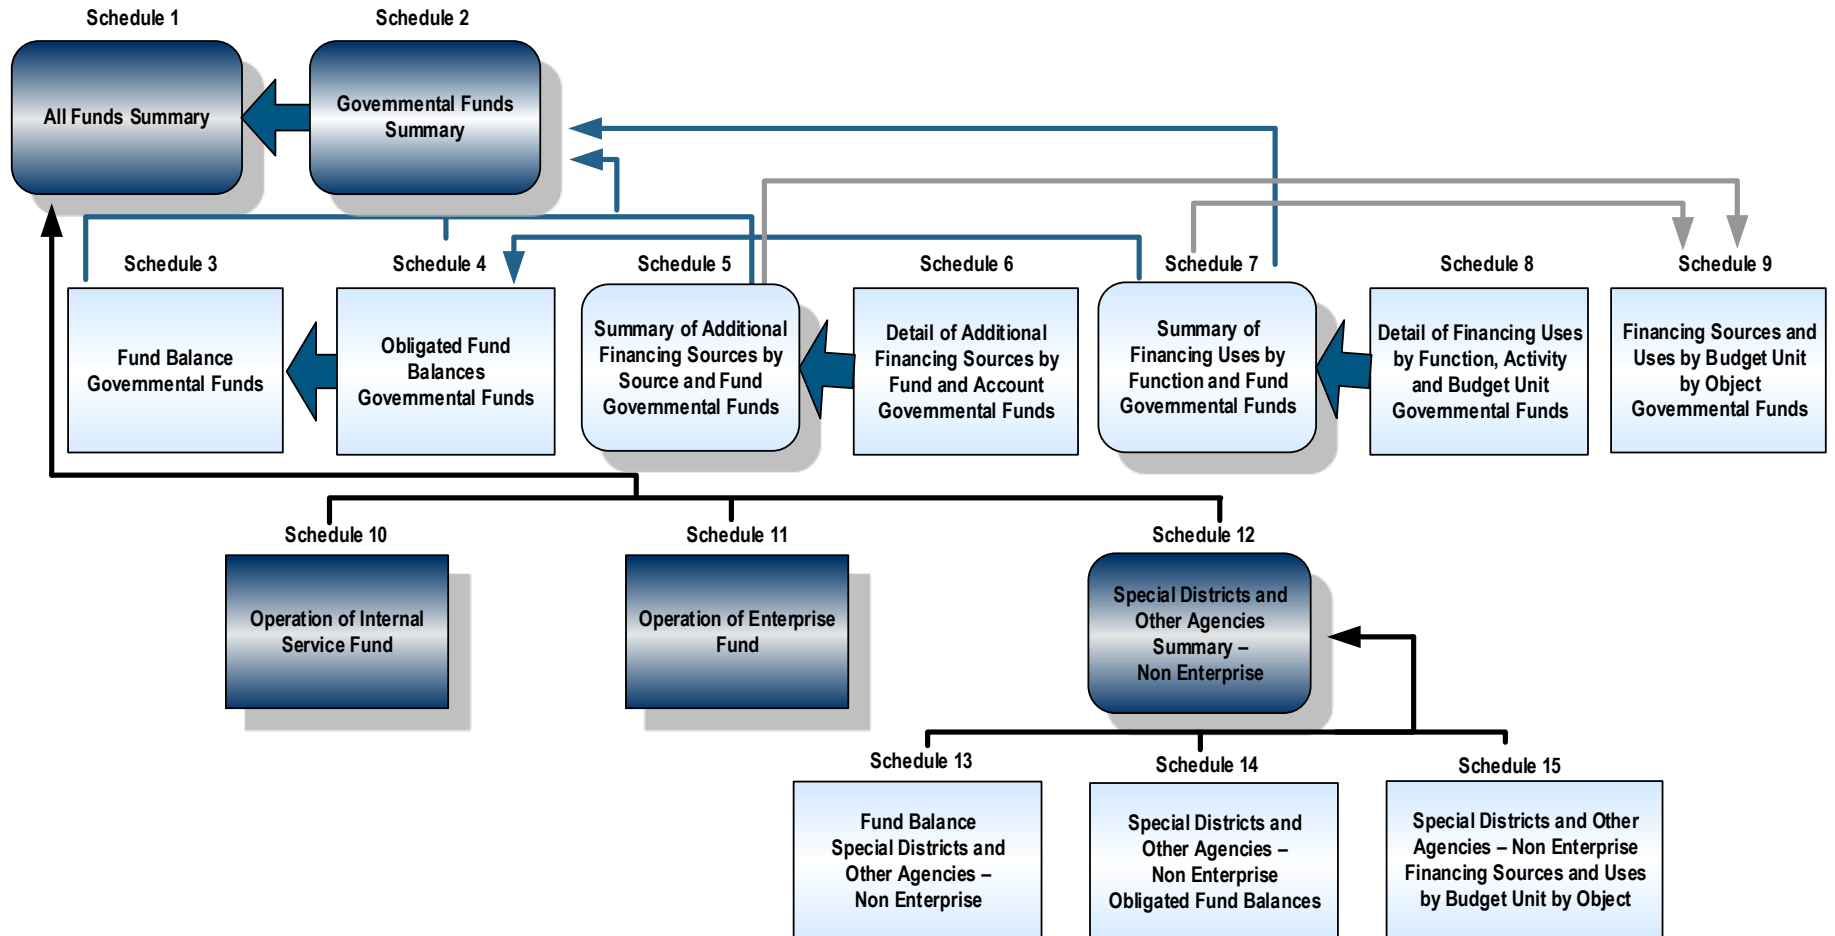 Schedule 1
Schedule 2
All Funds Summary
Governmental Funds
Summary
Schedule 3
Schedule 4
Schedule 5
Schedule 6
Schedule 7
Schedule 8
Schedule 9
Fund Balance
Governmental Funds
Obligated Fund
Balances
Governmental Funds
Summary of Additional
Financing Sources by
Source and Fund
Governmental Funds
Detail of Additional
Financing Sources by
Fund and Account
Governmental Funds
Summary of
Financing Uses by
Function and Fund
Governmental Funds
Detail of Financing Uses
by Function, Activity
and Budget Unit
Governmental Funds
Financing Sources and
Uses by Budget Unit
by Object
Governmental Funds
Schedule 10
Schedule 11
Schedule 12
Operation of Internal
Service Fund
Operation of Enterprise
Fund
Special Districts and
Other Agencies
Summary –
Non Enterprise
Schedule 13
Schedule 14
Schedule 15
Fund Balance
Special Districts and
Other Agencies –
Non Enterprise
Special Districts and
Other Agencies –
Non Enterprise
Obligated Fund Balances
Special Districts and Other
Agencies – Non Enterprise
Financing Sources and Uses
by Budget Unit by Object